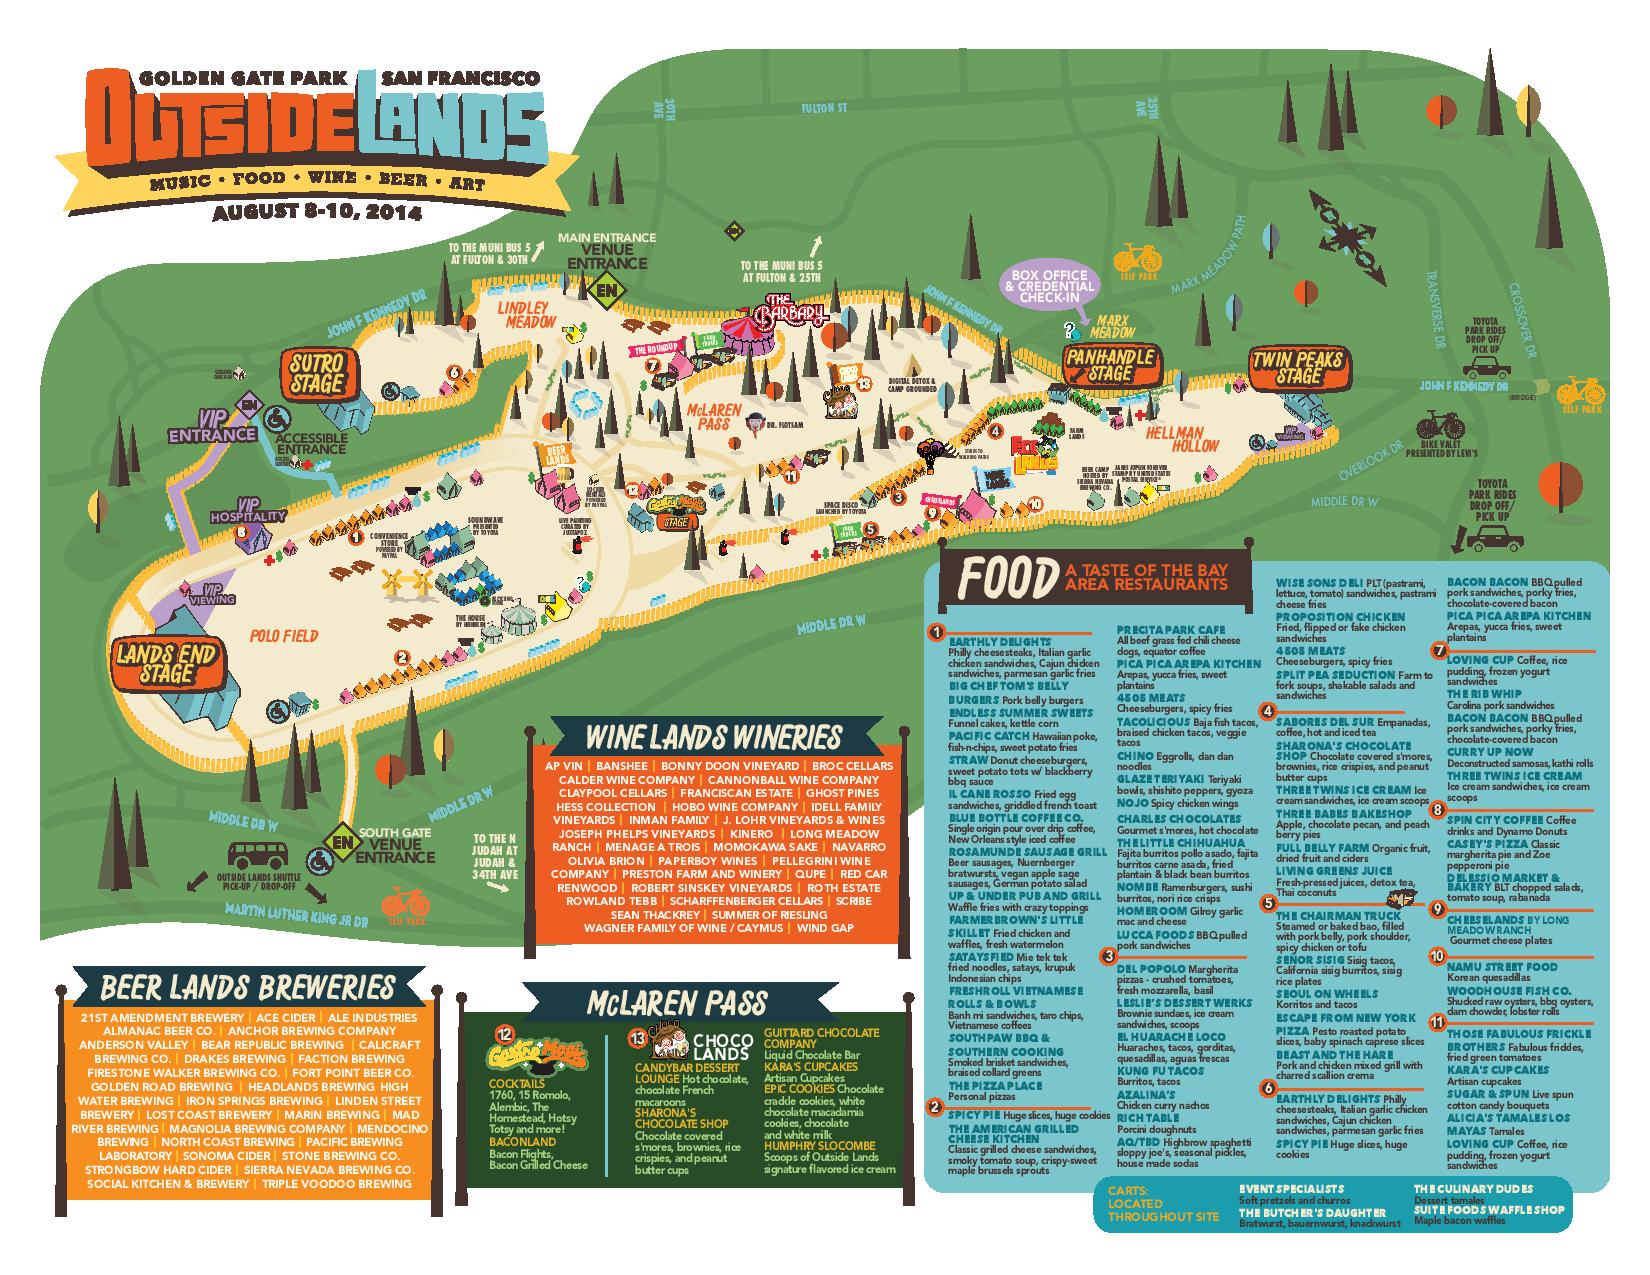 GOLDEN GATE PARK / SAN FRANCISCO
OUTSIDELANDS
MUSIC • FOOD • WINE • BEER • ART
AUGUST 8-10, 2014
30TH AVE
FULTON ST
25TH AVE
TO THE MUNI BUS 5
AT FULTON & 30TH
MAIN ENTRANCE
VENUE
ENTRANCE
EN
TO THE MUNI BUS 5
AT FULTON & 25TH
BOX OFFICE
& CREDENTIAL
CHECK-IN
SELF PARK
MARX MEADOW PATH
TRANSVERSE DR
CROSSOVER DR
JOHN F KENNEDY DR
LINDLEY
MEADOW
THE BARBARY
JOHN F KENNEDY DR
?
MARX
MEADOW
TOYOTA
PARK RIDES
DROP OFF/
PICK UP
SUTRO
STAGE
THE ROUNDUP
FOOD TRUCKS
PANHANDLE
STAGE
TWIN PEAKS
STAGE
JOHN F KENNEDY DR
(BRIDGE)
SELF PARK
6
7
13
DIGITAL DETOX &
CAMP GROUNDED
VIP
ENTRANCE
EN
ACCESSIBLE
ENTRANCE
McLAREN
PASS
DR. FLOTSAM
4
FARM
LANDS
HELLMAN
HOLLOW
VIP
VIEWING
BIKE VALET
PRESENTED BY LEVI'S
OVERLOOK DR
MIDDLE DR W
BEER
LANDS
11
12
STAGE
SPACE DISCO
LAUNCHED BY TOYOTA
3
CHEESELANDS
9
10
BEER CAMP
HOSTED BY
SIERRA NEVADA
BREWING CO.
JANIS JOPLIN FOREVER
STAMP BY UNITED STATES
POSTAL SERVICE
TOYOTA
PARK RIDES
DROP OFF/
PICK UP
VIP
HOSPITALITY
8
1
CONVENIENCE
STORE
POWERED BY
PAYPAL
SOUNDWAVE
PRESENTED
BY TOYOTA
LIVE PAINTING
CURATED BY
JUXTAPOZ
FOOD TRUCKS
5
VIP
VIEWING
POLO FIELD
THE HOUSE
BY HEINEKEN
?
LANDS END
STAGE
2
MIDDLE DR W
MIDDLE DR W
MIDDLE DR W
EN
SOUTH GATE
VENUE
ENTRANCE
OUTSIDE LANDS SHUTTLE
PICK-UP / DROP-OFF
MARTIN LUTHER KING JR DR
SELF PARK
TO THE N
JUDAH AT
JUDAH &
34TH AVE
WINE LANDS WINERIES
AP VIN | BANSHEE | BONNY DOON VINEYARD | BROC CELLARS
CALDER WINE COMPANY | CANNONBALL WINE COMPANY
CLAYPOOL CELLARS | FRANCISCAN ESTATE | GHOST PINES
HESS COLLECTION | HOBO WINE COMPANY | IDELL FAMILY
VINEYARDS | INMAN FAMILY | J. LOHR VINEYARDS & WINES
JOSEPH PHELPS VINEYARDS | KINERO | LONG MEADOW
RANCH | MENAGE A TROIS | MOMOKAWA SAKE | NAVARRO
OLIVIA BRION | PAPERBOY WINES | PELLEGRINI WINE
COMPANY | PRESTON FARM AND WINERY | QUPE | RED CAR
RENWOOD | ROBERT SINSKEY VINEYARDS | ROTH ESTATE
ROWLAND TEBB | SCHARFFENBERGER CELLARS | SCRIBE
SEAN THACKREY | SUMMER OF RIESLING
WAGNER FAMILY OF WINE / CAYMUS | WIND GAP
BEER LANDS BREWERIES
21ST AMENDMENT BREWERY | ACE CIDER | ALE INDUSTRIES
ALMANAC BEER CO. | ANCHOR BREWING COMPANY
ANDERSON VALLEY | BEAR REPUBLIC BREWING | CALICRAFT
BREWING CO. | DRAKES BREWING | FACTION BREWING
FIRESTONE WALKER BREWING CO. | FORT POINT BEER CO.
GOLDEN ROAD BREWING | HEADLANDS BREWING HIGH
WATER BREWING | IRON SPRINGS BREWING | LINDEN STREET
BREWERY | LOST COAST BREWERY | MARIN BREWING | MAD
RIVER BREWING | MAGNOLIA BREWING COMPANY | MENDOCINO
BREWING | NORTH COAST BREWING | PACIFIC BREWING
LABORATORY | SONOMA CIDER | STONE BREWING CO.
STRONGBOW HARD CIDER | SIERRA NEVADA BREWING CO.
SOCIAL KITCHEN & BREWERY | TRIPLE VOODOO BREWING
McLAREN PASS
12
COCKTAILS
1760, 15 Romolo,
Alembic, The
Homestead, Hotsy
Totsy and more!
BACONLAND
Bacon Flights,
Bacon Grilled Cheese
13
CHOCO
LANDS
CANDYBAR DESSERT
LOUNGE Hot chocolate,
chocolate French
macaroons
SHARONA'S
CHOCOLATE SHOP
Chocolate covered
s'mores, brownies, rice
crispies, and peanut
butter cups
GUITTARD CHOCOLATE
COMPANY
Liquid Chocolate Bar
KARA'S CUPCAKES
Artisan Cupcakes
EPIC COOKIES Chocolate
crackle cookies, white
chocolate macadamia
cookies, chocolate
and white milk
HUMPHRY SLOCOMBE
Scoops of Outside Lands
signature flavored ice cream
FOOD A TASTE OF THE BAY
AREA RESTAURANTS
1
EARTHLY DELIGHTS
Philly cheesesteaks, Italian garlic
chicken sandwiches, Cajun chicken
sandwiches, parmesan garlic fries
BIG CHEF TOM'S BELLY
BURGERS Pork belly burgers
ENDLESS SUMMER SWEETS
Funnel cakes, kettle corn
PACIFIC CATCH Hawaiian poke,
fish-n-chips, sweet potato fries
STRAW Donut cheeseburgers,
sweet potato tots w/ blackberry
bbq sauce
IL CANE ROSSO Fried egg
sandwiches, griddled french toast
BLUE BOTTLE COFFEE CO.
Single origin pour over drip coffee,
New Orleans style iced coffee
ROSAMUNDE SAUSAGE GRILL
Beer sausages, Nuernberger
bratwursts, vegan apple sage
sausages, German potato salad
UP & UNDER PUB AND GRILL
Waffle fries with crazy toppings
FARMERBROWN'S LITTLE
SKILLET Fried chicken and
waffles, fresh watermelon
SATAYSFIED Mie tek tek
fried noodles, satays, krupuk
Indonesian chips
FRESHROLL VIETNAMESE
ROLLS & BOWLS
Banh mi sandwiches, taro chips,
Vietnamese coffees
SOUTHPAW BBQ &
SOUTHERN COOKING
Smoked brisket sandwiches,
braised collard greens
THE PIZZA PLACE
Personal pizzas
2
SPICY PIE Huge slices, huge cookies
THE AMERICAN GRILLED
CHEESE KITCHEN
Classic grilled cheese sandwiches,
smoky tomato soup, crispy-sweet
maple brussels sprouts
PRECITA PARK CAFE
All beef grass fed chili cheese
dogs, equator coffee
PICA PICA AREPA KITCHEN
Arepas, yucca fries, sweet
plantains
4505 MEATS
Cheeseburgers, spicy fries
TACOLICIOUS Baja fish tacos,
braised chicken tacos, veggie
tacos
CHINO Eggrolls, dan dan
noodles
GLAZE TERIYAKI Teriyaki
bowls, shishito peppers, gyoza
NOJO Spicy chicken wings
CHARLES CHOCOLATES
Gourmet s'mores, hot chocolate
THE LITTLE CHIHUAHUA
Fajita burritos pollo asado, fajita
burritos carne asada, fried
plantain & black bean burritos
NOMBE Ramenburgers, sushi
burritos, nori rice crisps
HOMEROOM Gilroy garlic
mac and cheese
LUCCA FOODS BBQ pulled
pork sandwiches
3
DEL POPOLO Margherita
pizzas - crushed tomatoes,
fresh mozzarella, basil
LESLIE'S DESSERT WERKS
Brownie sundaes, ice cream
sandwiches, scoops
EL HUARACHE LOCO
Huaraches, tacos, gorditas,
quesadillas, aguas frescas
KUNG FU TACOS
Burritos, tacos
AZALINA'S
Chicken curry nachos
RICH TABLE
Porcini doughnuts
AQ/TBD Highbrow spaghetti
sloppy joe's, seasonal pickles,
house made sodas
WISE SONS DELI PLT (pastrami,
lettuce, tomato) sandwiches, pastrami
cheese fries
PROPOSITION CHICKEN
Fried, flipped or fake chicken
sandwiches
4505 MEATS
Cheeseburgers, spicy fries
SPLIT PEA SEDUCTION Farm to
fork soups, shakable salads and
sandwiches
4
SABORES DEL SUR Empanadas,
coffee, hot and iced tea
SHARONA'S CHOCOLATE
SHOP Chocolate covered s'mores,
brownies, rice crispies, and peanut
butter cups
THREE TWINS ICE CREAM Ice
cream sandwiches, ice cream scoops
THREE BABES BAKESHOP
Apple, chocolate pecan, and peach
berry pies
FULL BELLY FARM Organic fruit,
dried fruit and ciders
LIVING GREENS JUICE
Fresh-pressed juices, detox tea,
Thai coconuts
5
THE CHAIRMAN TRUCK
Steamed or baked bao, filled
with pork belly, pork shoulder,
spicy chicken or tofu
SEÑOR SISIG Sisig tacos,
California sisig burritos, sisig
rice plates
SEOUL ON WHEELS
Korritos and tacos
ESCAPE FROM NEW YORK
PIZZA Pesto roasted potato
slices, baby spinach caprese slices
BEAST AND THE HARE
Pork and chicken mixed grill with
charred scallion crema
6
EARTHLY DELIGHTS Philly
cheesesteaks, Italian garlic chicken
sandwiches, Cajun chicken
sandwiches, parmesan garlic fries
SPICY PIE Huge slices, huge
cookies
BACON BACON BBQ pulled
pork sandwiches, porky fries,
chocolate-covered bacon
PICA PICA AREPA KITCHEN
Arepas, yucca fries, sweet
plantains
7
LOVING CUP Coffee, rice
pudding, frozen yogurt
sandwiches
THE RIB WHIP
Carolina pork sandwiches
BACON BACON BBQ pulled
pork sandwiches, porky fries,
chocolate-covered bacon
CURRY UP NOW
Deconstructed samosas, kathi rolls
THREE TWINS ICE CREAM
Ice cream sandwiches, ice cream
scoops
8
SPIN CITY COFFEE Coffee
drinks and Dynamo Donuts
CASEY'S PIZZA Classic
margherita pie and Zoe
pepperoni pie
DELESSIO MARKET &
BAKERY BLT chopped salads,
tomato soup, rabanada
9
CHEESELANDS BY LONG
MEADOW RANCH
Gourmet cheese plates
10
NAMU STREET FOOD
Korean quesadillas
WOODHOUSE FISH CO.
Shucked raw oysters, bbq oysters,
clam chowder, lobster rolls
11
THOSE FABULOUS FRICKLE
BROTHERS Fabulous frickles,
fried green tomatoes
KARA'S CUPCAKES
Artisan cupcakes
SUGAR & SPUN Live spun
cotton candy bouquets
ALICIA'S TAMALES LOS
MAYAS Tamales
LOVING CUP Coffee, rice
pudding, frozen yogurt
sandwiches
CARTS:
LOCATED
THROUGHOUT SITE
EVENT SPECIALISTS
Soft pretzels and churros
THE BUTCHER'S DAUGHTER
Bratwurst, bauernwurst, knackwurst
THE CULINARY DUDES
Dessert tamales
SUITE FOODS WAFFLE SHOP
Maple bacon waffles